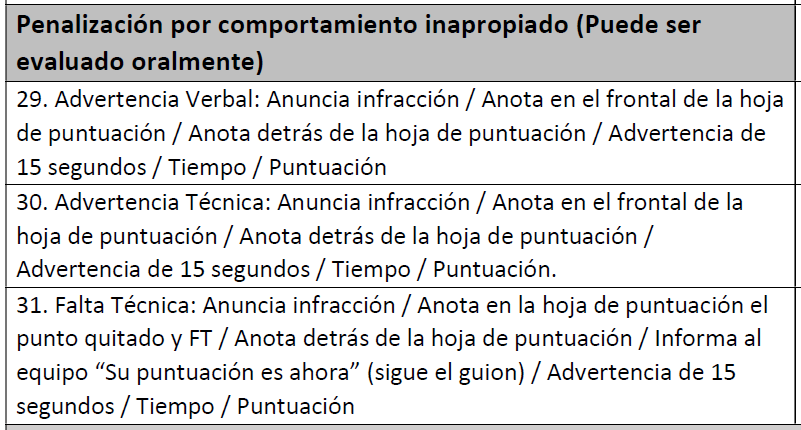 Penalización por comportamiento inapropiado (Puede ser
evaluado oralmente)
29. Advertencia Verbal: Anuncia infracción / Anota en el frontal de la hoja
de puntuación / Anota detrás de la hoja de puntuación / Advertencia de
15 segundos / Tiempo / Puntuación
30. Advertencia Técnica: Anuncia infracción / Anota en el frontal de la
hoja de puntuación / Anota detrás de la hoja de puntuación /
Advertencia de 15 segundos / Tiempo / Puntuación.
31. Falta Técnica: Anuncia infracción / Anota en la hoja de puntuación el
punto quitado y FT / Anota detrás de la hoja de puntuación / Informa al
equipo “Su puntuación es ahora” (sigue el guion) / Advertencia de 15
segundos / Tiempo / Puntuación